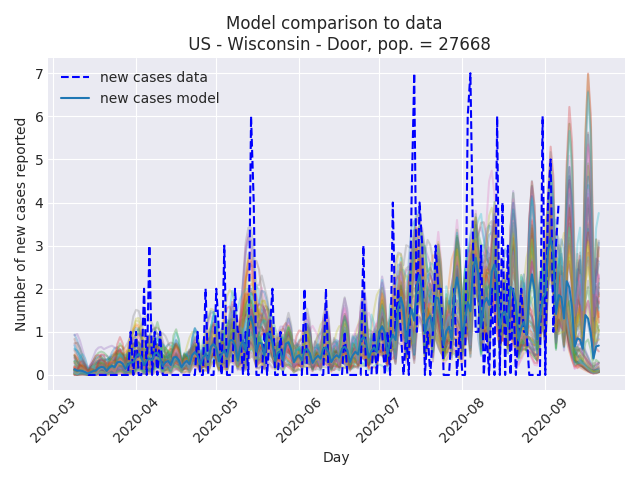 Model comparison to data
US - Wisconsin - Door, pop. = 27668
new cases data
new cases model
Number of new cases reported
7
6
5
4
3
2
1
0
2020-03
2020-04
2020-05
2020-06
2020-07
2020-08
2020-09
Day